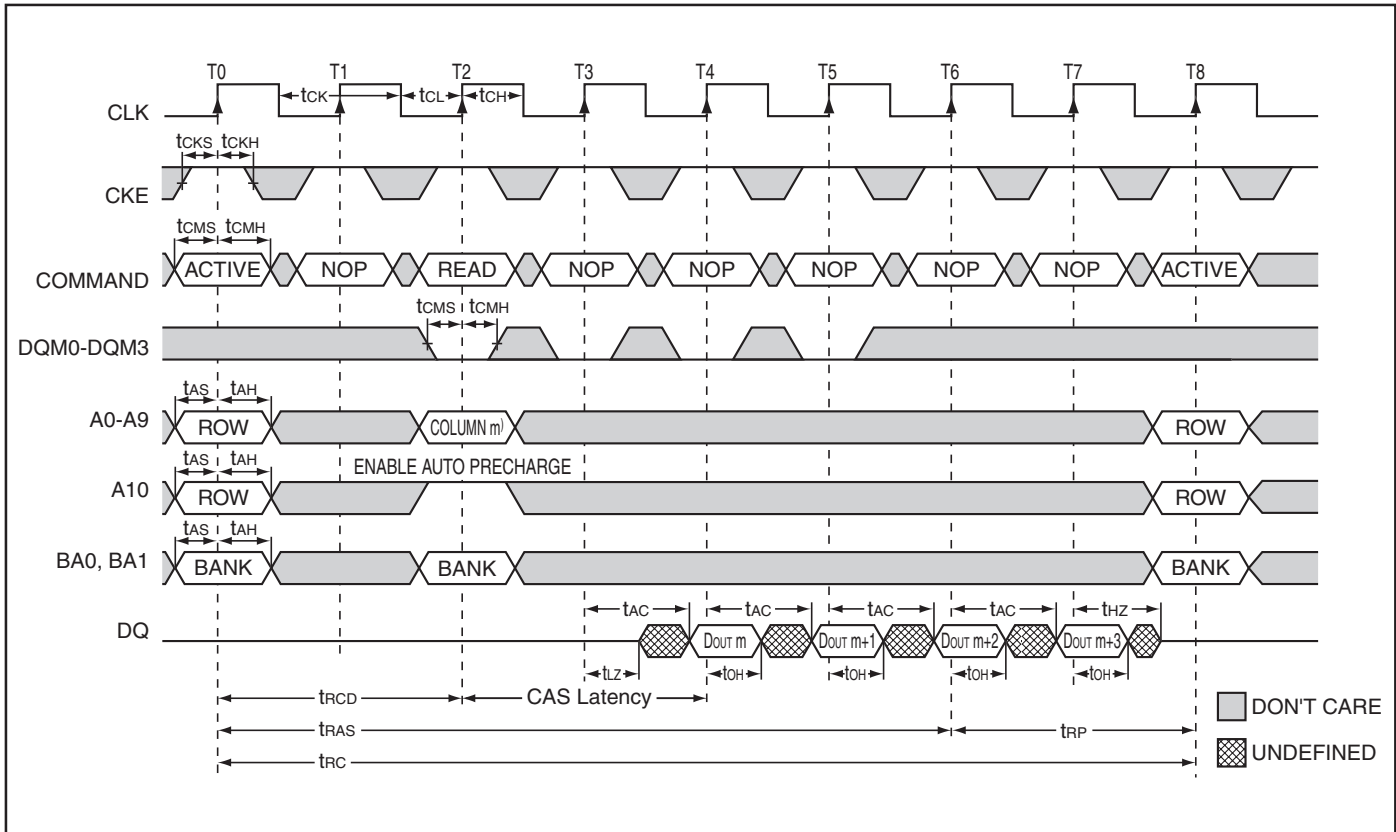 T0 T1 T2 T3 T4 T5 T6 T7 T8
CLK tCK tCL tCH
tCKS tCKH
CKE
tCMS tCMH
COMMAND ACTIVE NOP READ NOP NOP NOP NOP NOP ACTIVE
tCMS tCMH
DQM0-DQM3
tAS tAH
A0-A9 ROW COLUMN m) ROW
tAS tAH ENABLE AUTO PRECHARGE
A10 ROW ROW
tAS tAH
BA0, BA1 BANK BANK BANK
tAC tAC tAC tAC tHZ
DQ DOUT m DOUT m+1 DOUT m+2 DOUT m+3
tLZ tOH tOH tOH tOH
tRCD CAS Latency
DON'T CARE
tRAS tRP
UNDEFINED
tRC